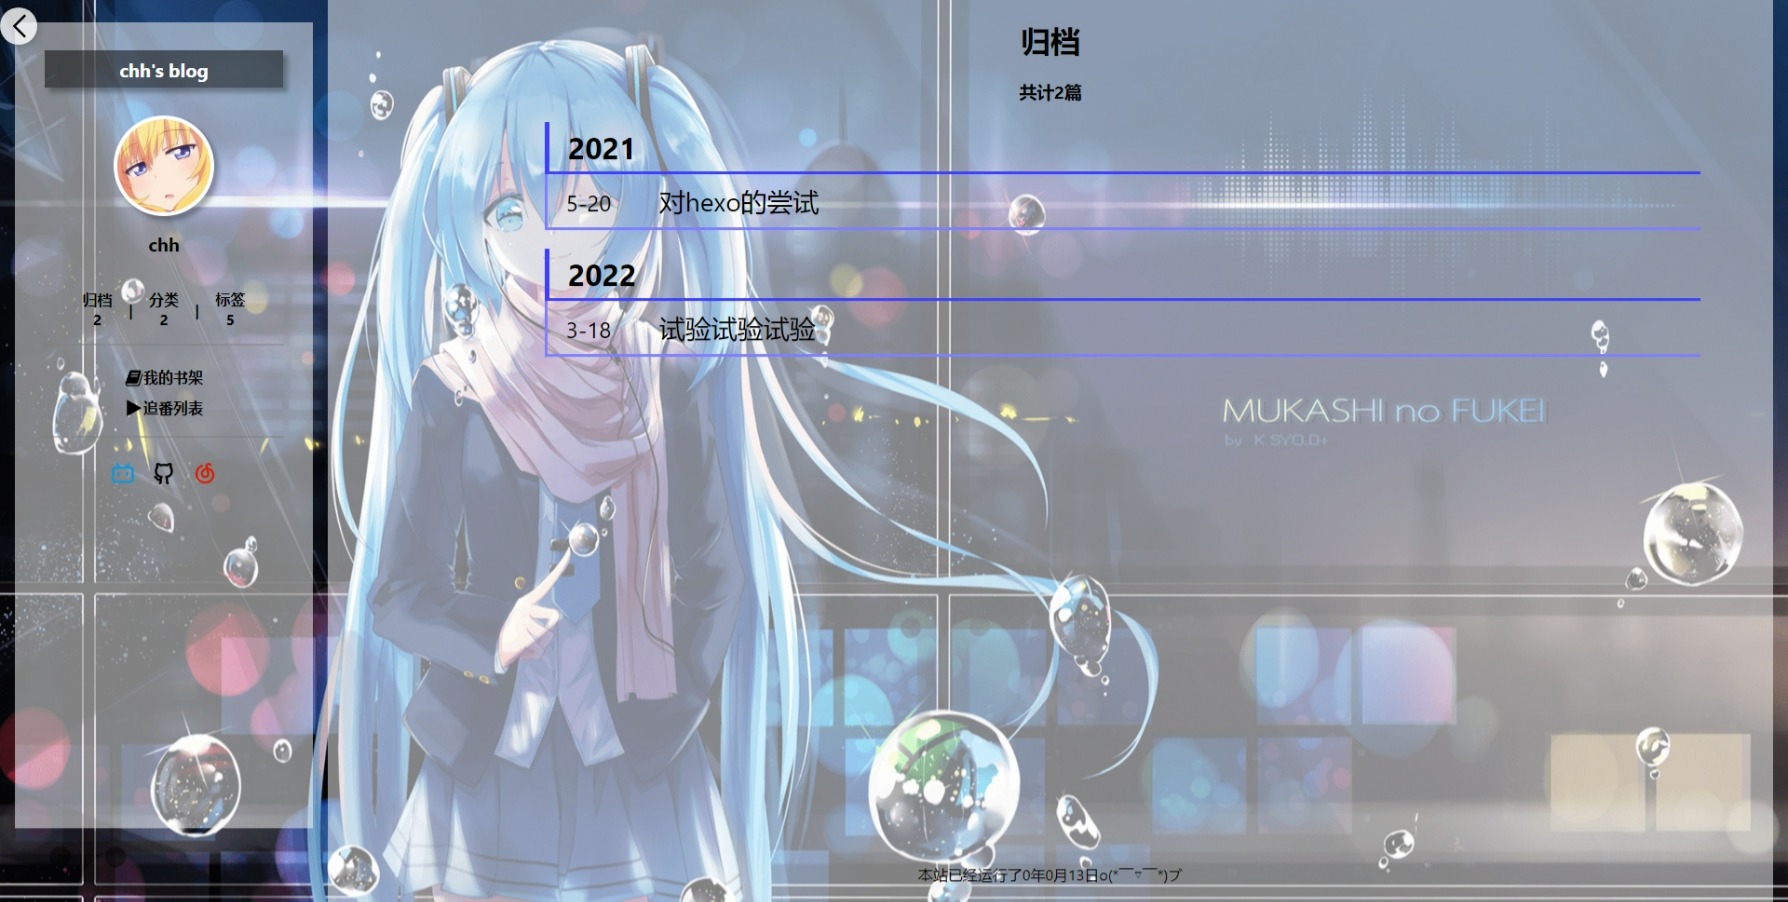 chh's blog
chh
归档 | 分类 | 标签
2 2 5
我的书架
追番列表
归档
共计2篇
2021
5-20 对hexo的尝试
2022
3-18 试验试验试验
MUKASHI no FUKEI
by K.SYO.D+
本站已经运行了0年0月13日o(*￣▽￣*)ブ